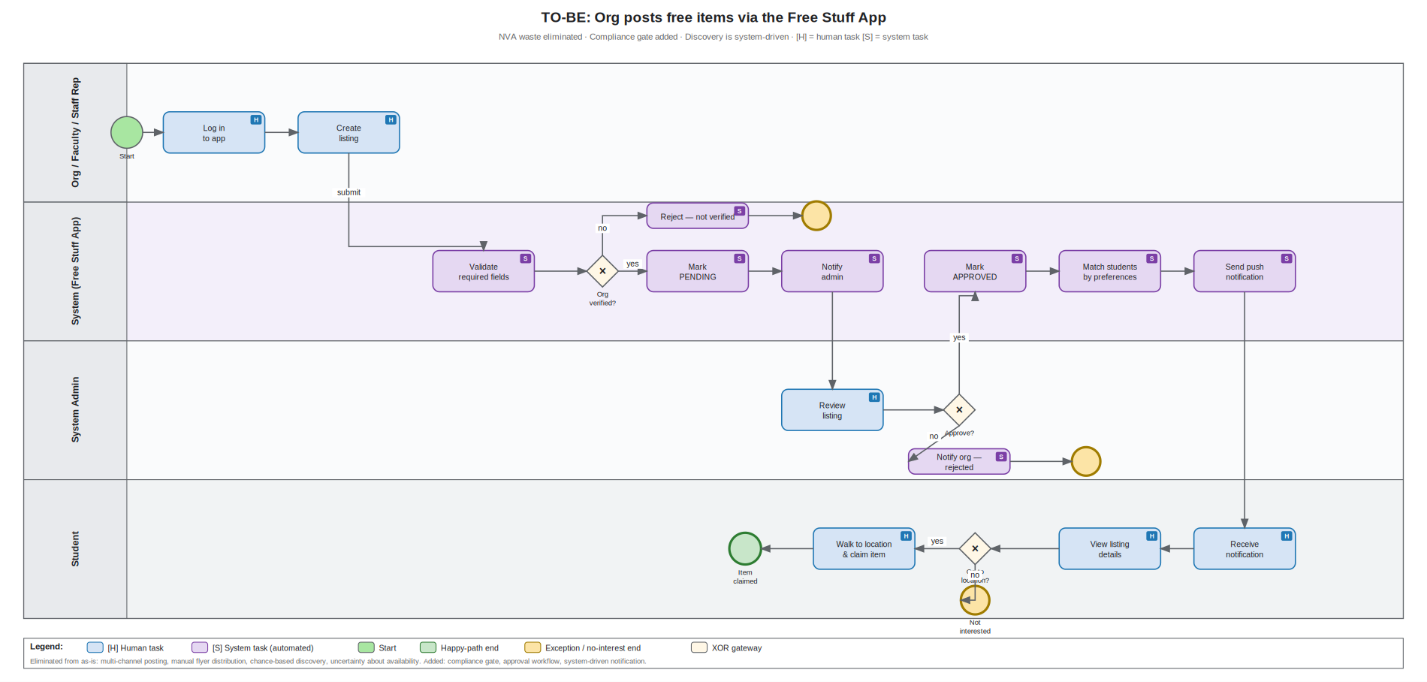 TO-BE: Org posts free items via the Free Stuff App
NVA waste eliminated · Compliance gate added · Discovery is system-driven · [H] = human task [S] = system task
Org / Faculty / Staff Rep
Start
H
Log in
to app
H
Create
listing
submit
System (Free Stuff App)
S
Validate
required fields
no
yes
Org
verified?
S
Reject — not verified
S
Mark
PENDING
S
Notify
admin
S
Mark
APPROVED
S
Match students
by preferences
S
Send push
notification
System Admin
yes
H
Review
listing
Approve?
no
S
Notify org —
rejected
Student
Item
claimed
H
Walk to location
& claim item
yes
no
location?
H
View listing
details
H
Receive
notification
Not
interested
Legend:
[H] Human task
[S] System task (automated)
Start
Happy-path end
Exception / no-interest end
XOR gateway
Eliminated from as-is: multi-channel posting, manual flyer distribution, chance-based discovery, uncertainty about availability. Added: compliance gate, approval workflow, system-driven notification.